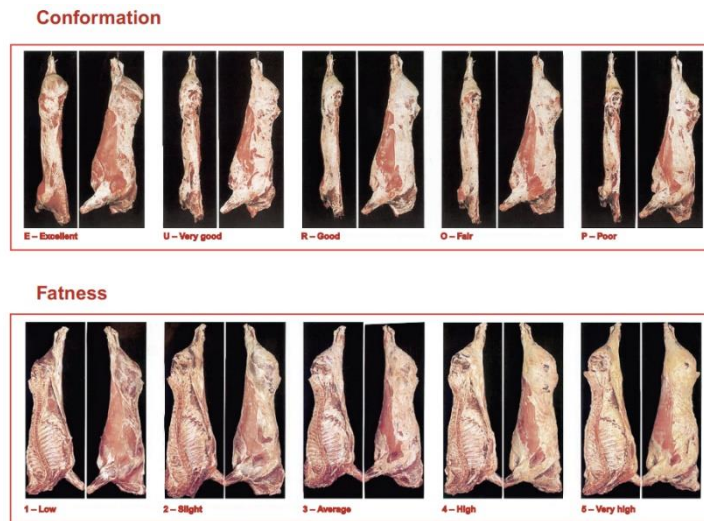 Conformation
E – Excellent
U – Very good
R – Good
O – Fair
P – Poor
Fatness
1 – Low
2 – Slight
3 – Average
4 – High
5 – Very high